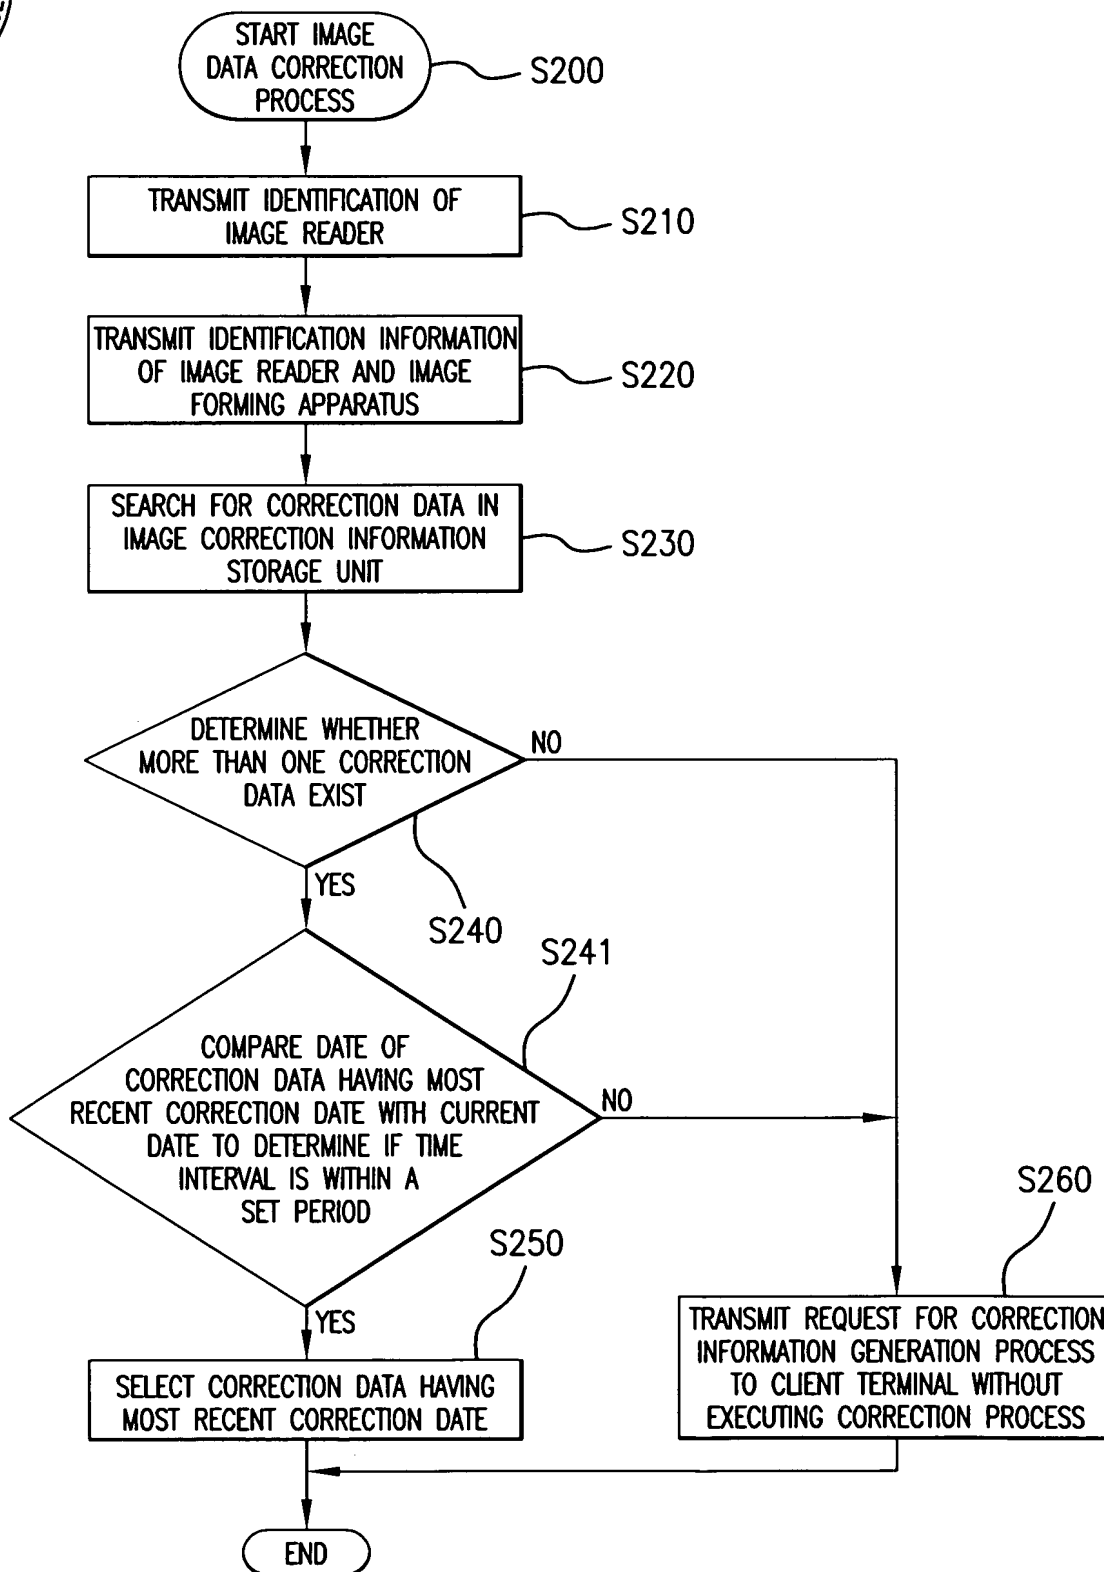 START IMAGE
DATA CORRECTION
PROCESS
S200
TRANSMIT IDENTIFICATION OF
IMAGE READER
S210
TRANSMIT IDENTIFICATION INFORMATION
OF IMAGE READER AND IMAGE
FORMING APPARATUS
S220
SEARCH FOR CORRECTION DATA IN
IMAGE CORRECTION INFORMATION
STORAGE UNIT
S230
DETERMINE WHETHER
MORE THAN ONE CORRECTION
DATA EXIST
NO
YES
S240
S241
COMPARE DATE OF
CORRECTION DATA HAVING MOST
RECENT CORRECTION DATE WITH CURRENT
DATE TO DETERMINE IF TIME
INTERVAL IS WITHIN A
SET PERIOD
NO
YES
S250
SELECT CORRECTION DATA HAVING
MOST RECENT CORRECTION DATE
S260
TRANSMIT REQUEST FOR CORRECTION
INFORMATION GENERATION PROCESS
TO CLIENT TERMINAL WITHOUT
EXECUTING CORRECTION PROCESS
END